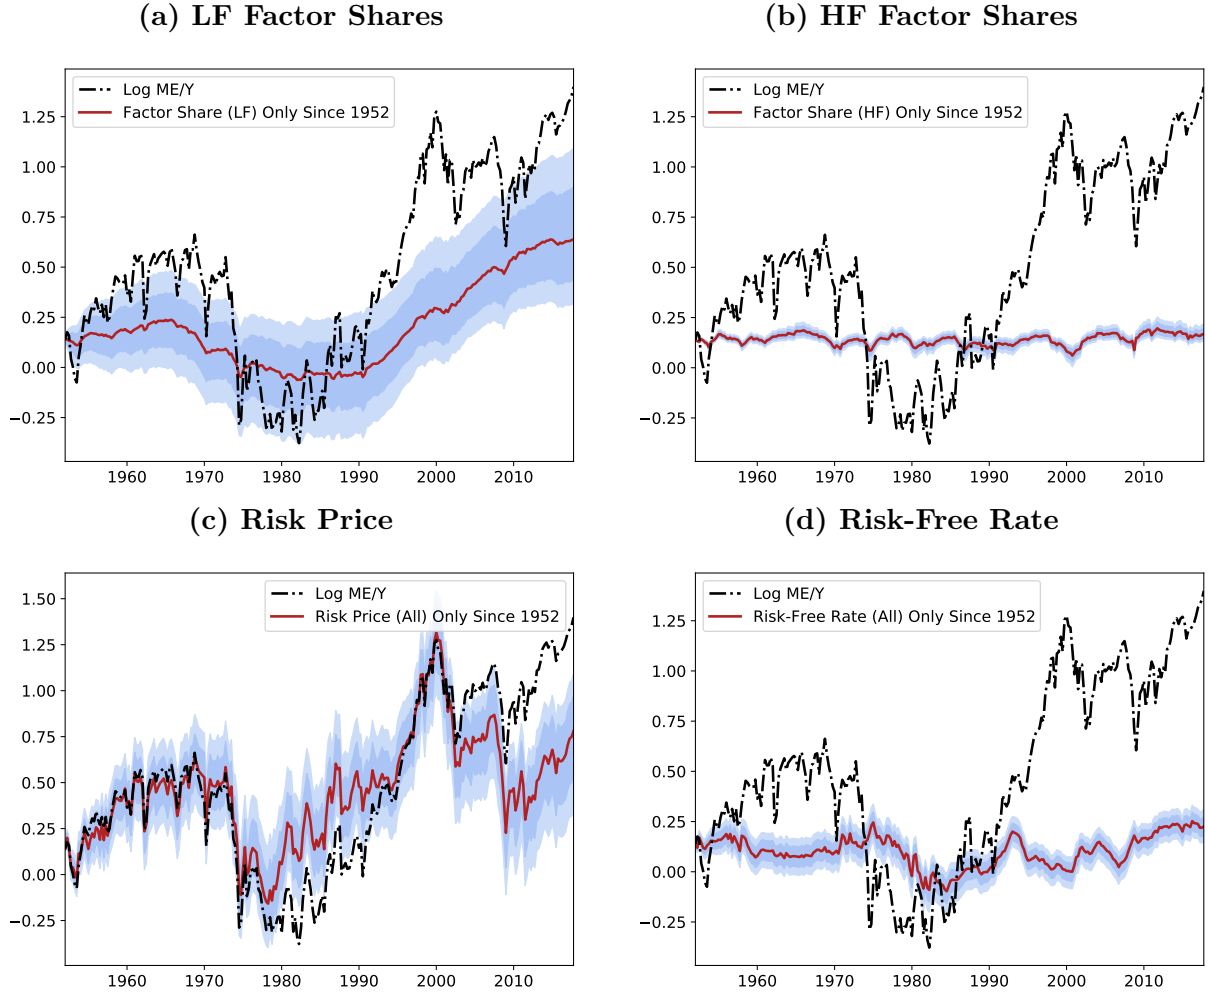 (a) LF Factor Shares
Log ME/Y
Factor Share (LF) Only Since 1952
1.25
1.00
0.75
0.50
0.25
0.00
−0.25
1960 1970 1980 1990 2000 2010
(b) HF Factor Shares
Log ME/Y
Factor Share (HF) Only Since 1952
1.25
1.00
0.75
0.50
0.25
0.00
−0.25
1960 1970 1980 1990 2000 2010
(c) Risk Price
Log ME/Y
Risk Price (All) Only Since 1952
1.50
1.25
1.00
0.75
0.50
0.25
0.00
−0.25
1960 1970 1980 1990 2000 2010
(d) Risk-Free Rate
Log ME/Y
Risk-Free Rate (All) Only Since 1952
1.25
1.00
0.75
0.50
0.25
0.00
−0.25
1960 1970 1980 1990 2000 2010